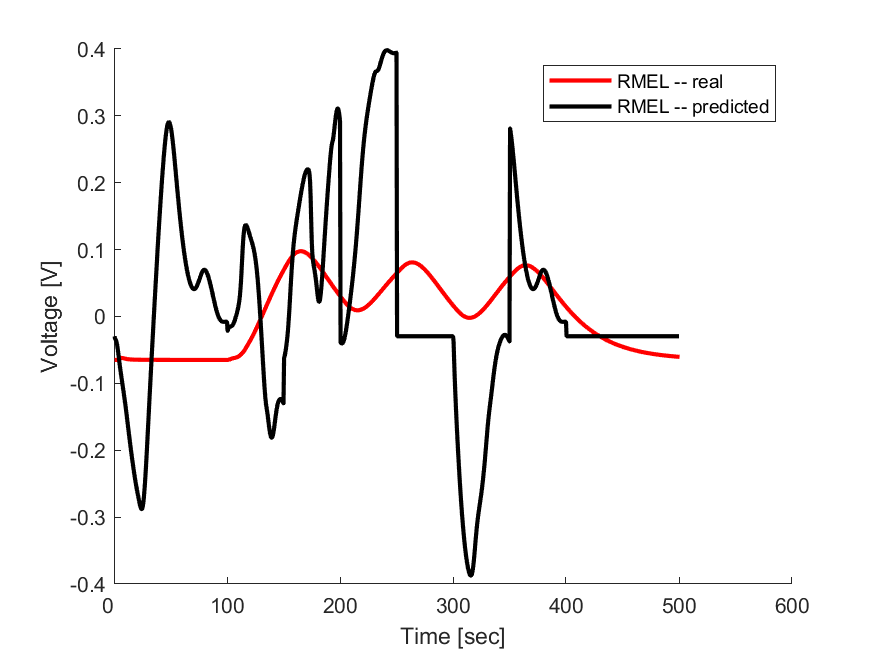 0.4
0.3
0.2
0.1
0
-0.1
-0.2
-0.3
-0.4
Voltage [V]
RMEL -- real
RMEL -- predicted
0 100 200 300 400 500 600
Time [sec]